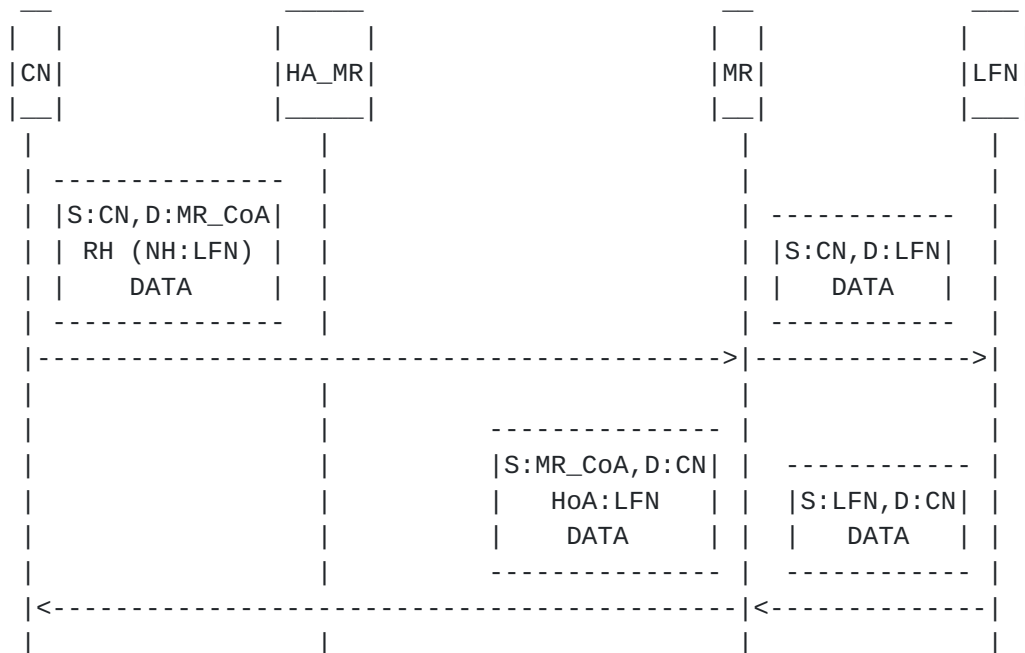 CN HA_MR MR LFN
S:CN,D:MR_CoA
RH (NH:LFN) S:CN,D:LFN
DATA DATA
S:MR_CoA,D:CN
HoA:LFN S:LFN,D:CN
DATA DATA